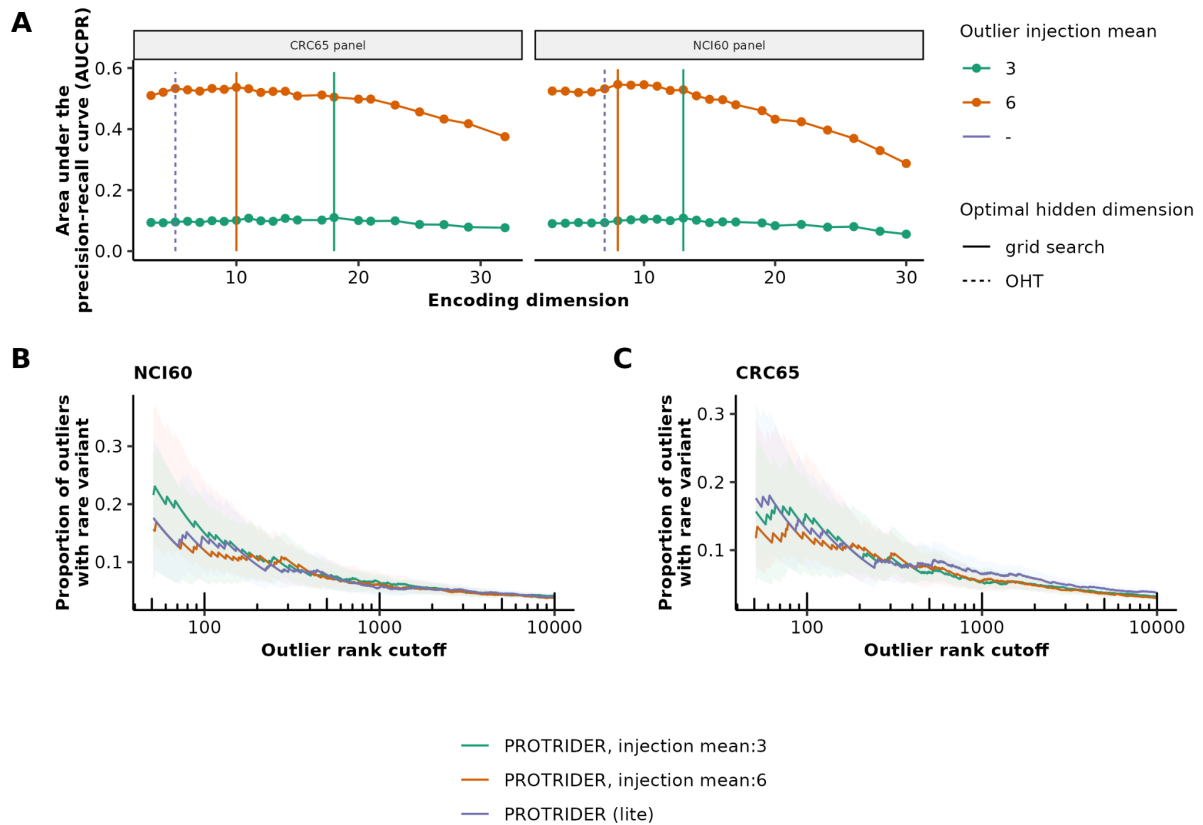 A
Area under the
precision-recall curve (AUCPR)
CRC65 panel
NCI60 panel
0.6
0.4
0.2
0.0
10
20
30
10
20
30
Encoding dimension
Outlier injection mean
3
6
-
Optimal hidden dimension
grid search
OHT
B
NCI60
Proportion of outliers
with rare variant
0.3
0.2
0.1
100
1000
10000
Outlier rank cutoff
C
CRC65
Proportion of outliers
with rare variant
0.3
0.2
0.1
100
1000
10000
Outlier rank cutoff
PROTRIDER, injection mean:3
PROTRIDER, injection mean:6
PROTRIDER (lite)